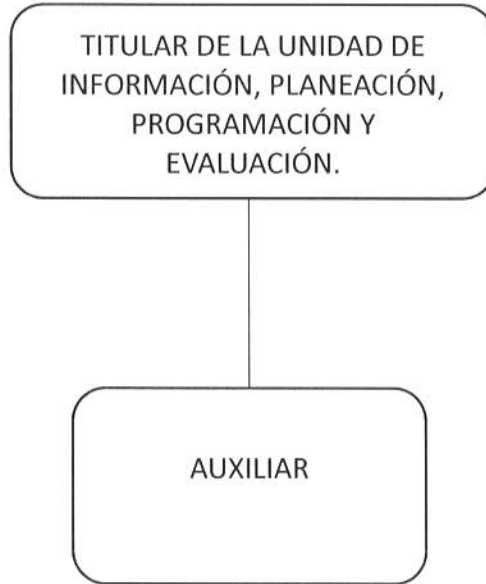 TITULAR DE LA UNIDAD DE
INFORMACIÓN, PLANEACIÓN,
PROGRAMACIÓN Y
EVALUACIÓN.
AUXILIAR